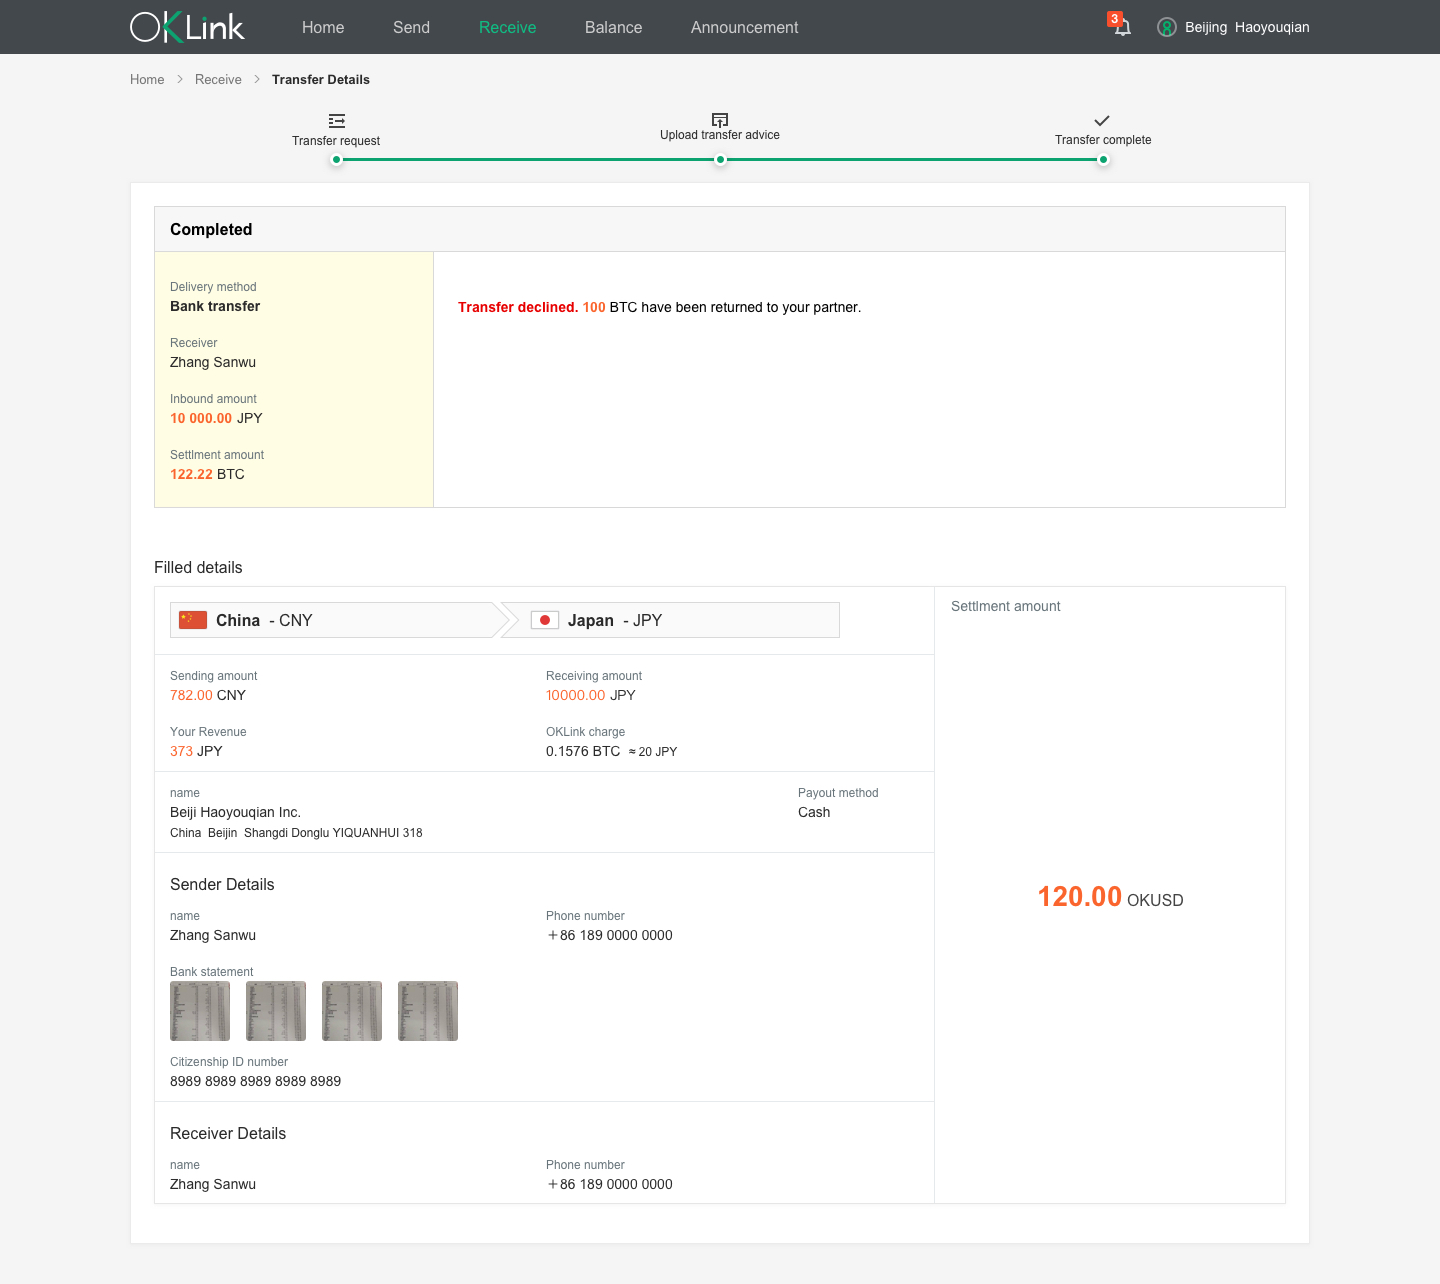 OKLink Home Send Receive Balance Announcement 3 Beijing Haoyouqian
Home Receive Transfer Details
Transfer request Upload transfer advice Transfer complete
Completed
Delivery method
Bank transfer
Transfer declined. 100 BTC have been returned to your partner.
Receiver
Zhang Sanwu
Inbound amount
10 000.00 JPY
Settlment amount
122.22 BTC
Filled details
China - CNY Japan - JPY
Settlment amount
Sending amount Receiving amount
782.00 CNY 10000.00 JPY
Your Revenue OKLink charge
373 JPY 0.1576 BTC ≈ 20 JPY
name Payout method
Beiji Haoyouqian Inc. Cash
China Beijin Shangdi Donglu YIQUANHUI 318
Sender Details
120.00 OKUSD
name Phone number
Zhang Sanwu +86 189 0000 0000
Bank statement
Citizenship ID number
8989 8989 8989 8989 8989
Receiver Details
name Phone number
Zhang Sanwu +86 189 0000 0000